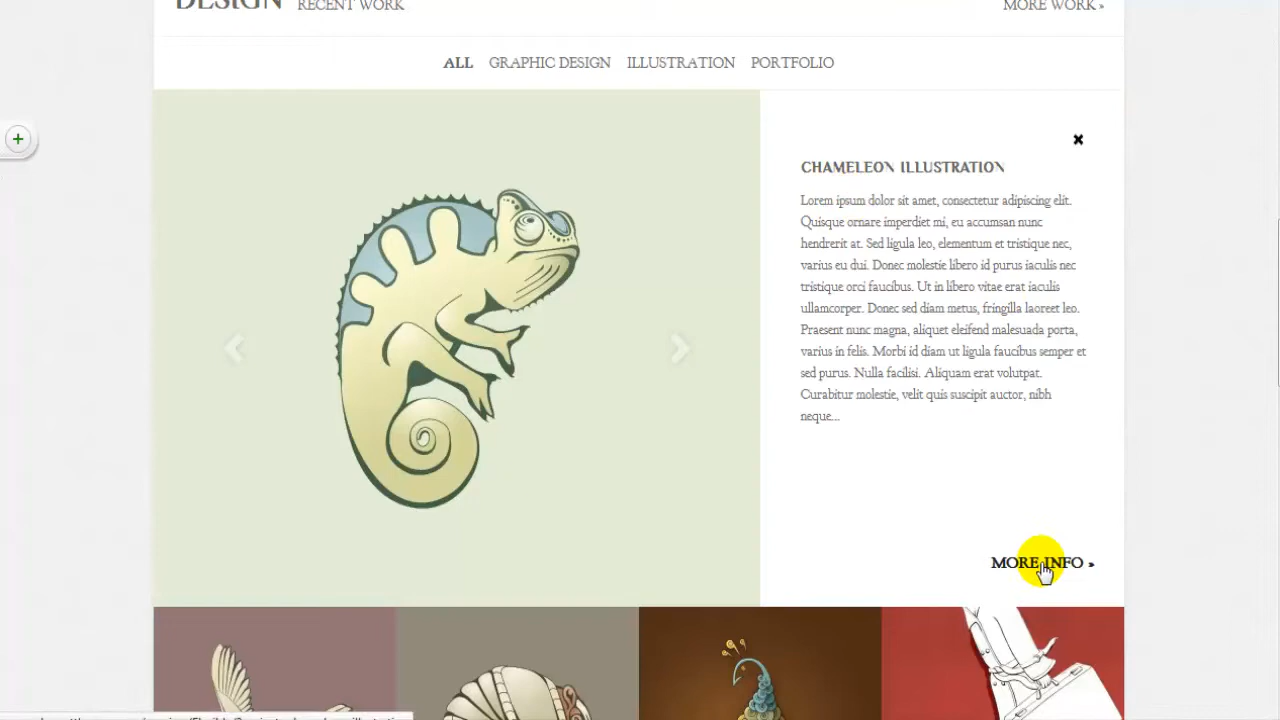 DESIGN RECENT WORK MORE WORK »
ALL GRAPHIC DESIGN ILLUSTRATION PORTFOLIO
CHAMELEON ILLUSTRATION
Lorem ipsum dolor sit amet, consectetur adipiscing elit.
Quisque ornare imperdiet mi, eu accumsan nunc
hendrerit at. Sed ligula leo, elementum et tristique nec,
varius eu dui. Donec molestie libero id purus iaculis nec
tristique orci faucibus. Ut in libero vitae erat iaculis
ullamcorper. Donec sed diam metus, fringilla laoreet leo.
Praesent nunc magna, aliquet eleifend malesuada porta,
varius in felis. Morbi id diam ut ligula faucibus semper et
sed purus. Nulla facilisi. Aliquam erat volutpat.
Curabitur molestie, velit quis suscipit auctor, nibh
neque...
MORE INFO »